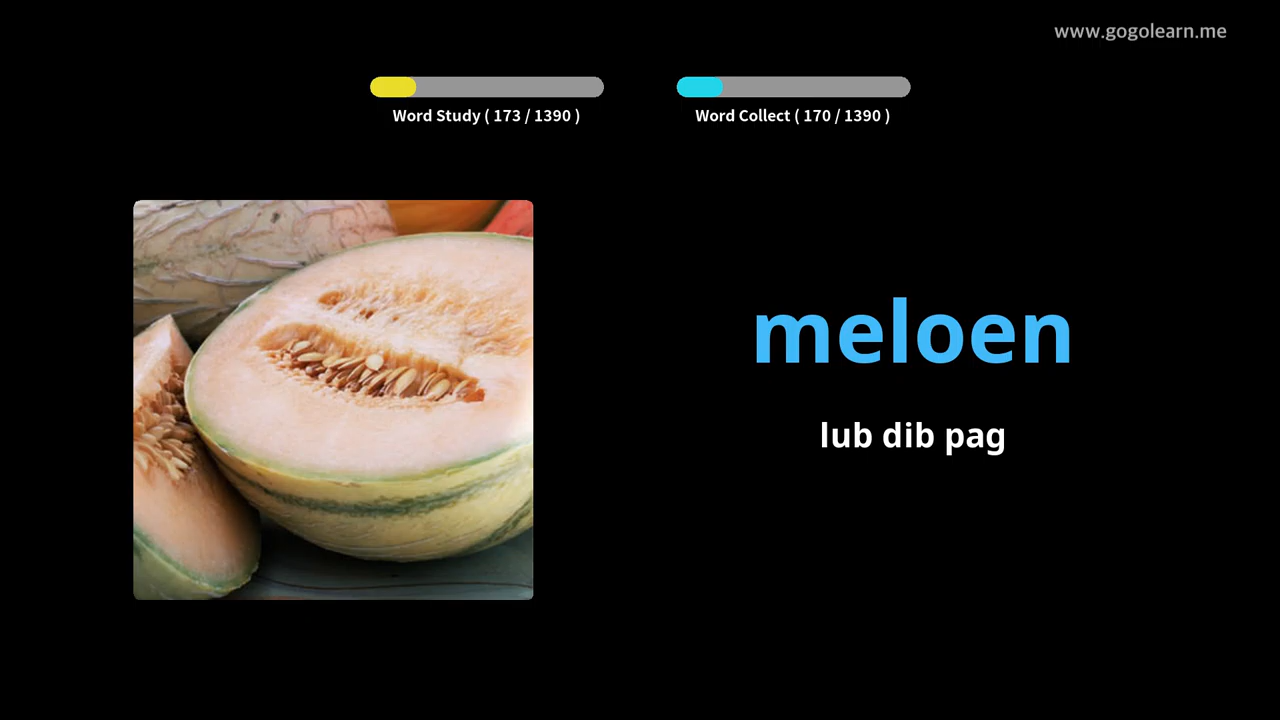 www.gogolearn.me
Word Study ( 173 / 1390 )
Word Collect ( 170 / 1390 )
meloen
lub dib pag